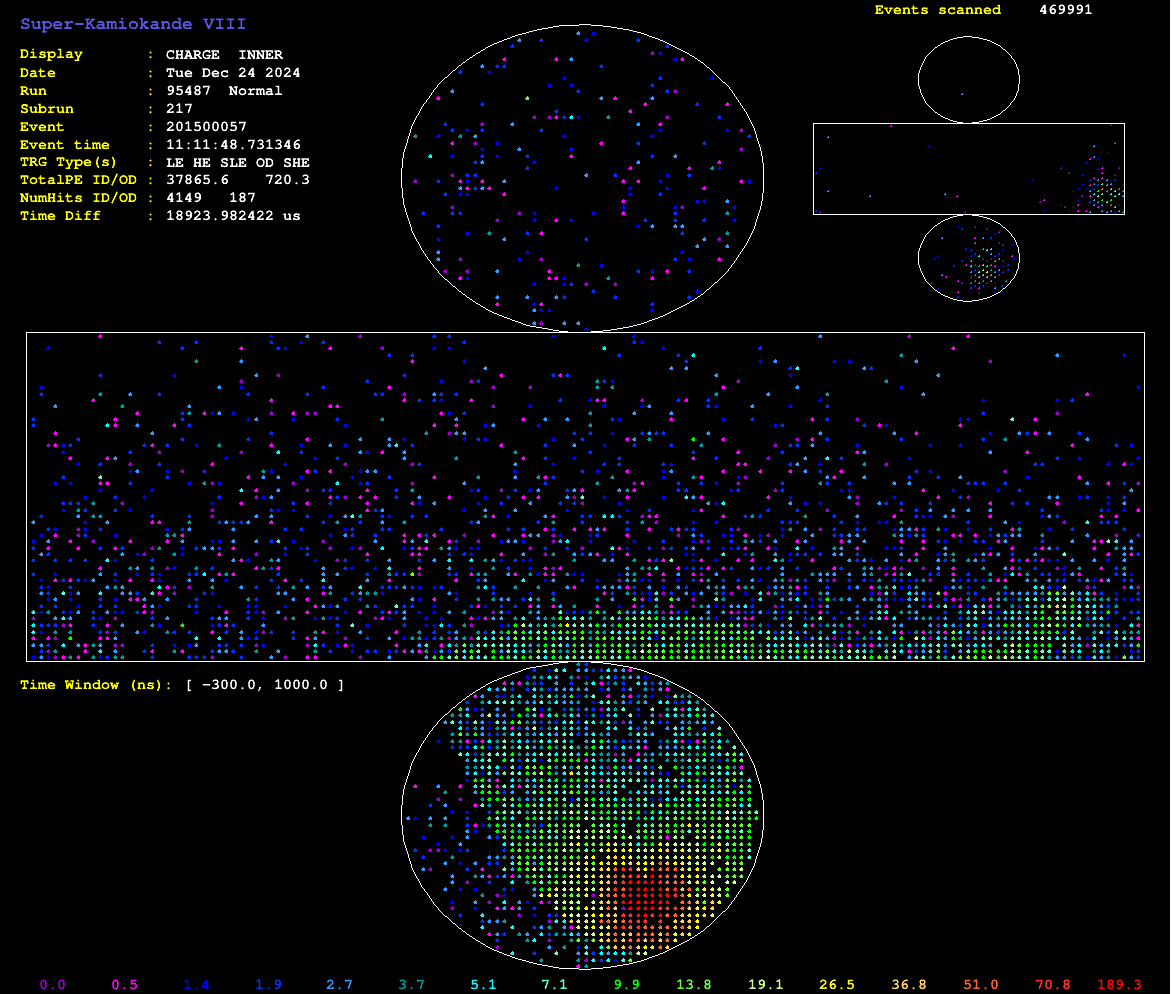 Super-Kamiokande VIII
Events scanned 469991
Display : CHARGE INNER
Date : Tue Dec 24 2024
Run : 95487 Normal
Subrun : 217
Event : 201500057
Event time : 11:11:48.731346
TRG Type(s) : LE HE SLE OD SHE
TotalPE ID/OD : 37865.6 720.3
NumHits ID/OD : 4149 187
Time Diff : 18923.982422 us
Time Window (ns): [ -300.0, 1000.0 ]
0.0 0.5 1.4 1.9 2.7 3.7 5.1 7.1 9.9 13.8 19.1 26.5 36.8 51.0 70.8 189.3